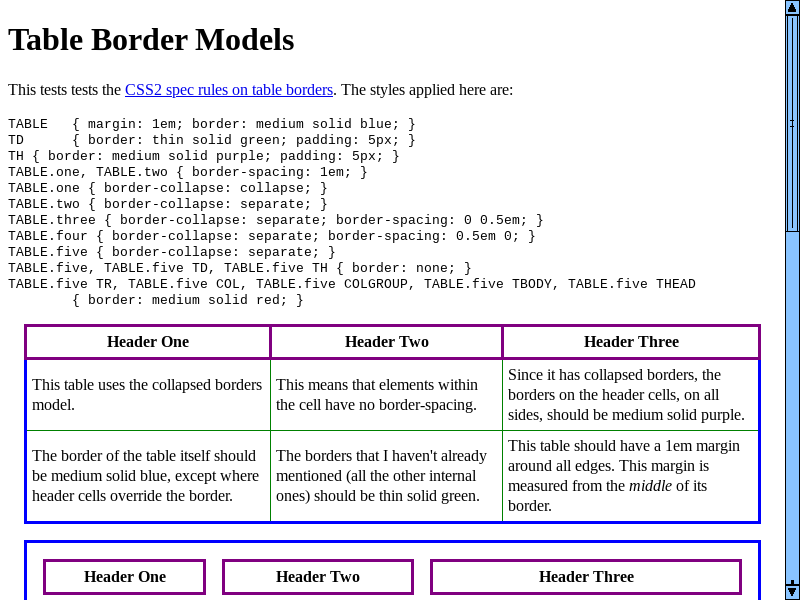 Table Border Models
This tests tests the CSS2 spec rules on table borders. The styles applied here are:
TABLE   { margin: 1em; border: medium solid blue; }
TD      { border: thin solid green; padding: 5px; }
TH { border: medium solid purple; padding: 5px; }
TABLE.one, TABLE.two { border-spacing: 1em; }
TABLE.one { border-collapse: collapse; }
TABLE.two { border-collapse: separate; }
TABLE.three { border-collapse: separate; border-spacing: 0 0.5em; }
TABLE.four { border-collapse: separate; border-spacing: 0.5em 0; }
TABLE.five { border-collapse: separate; }
TABLE.five, TABLE.five TD, TABLE.five TH { border: none; }
TABLE.five TR, TABLE.five COL, TABLE.five COLGROUP, TABLE.five TBODY, TABLE.five THEAD
        { border: medium solid red; }
Header One Header Two Header Three
This table uses the collapsed borders
model.
This means that elements within
the cell have no border-spacing.
Since it has collapsed borders, the
borders on the header cells, on all
sides, should be medium solid purple.
The border of the table itself should
be medium solid blue, except where
header cells override the border.
The borders that I haven't already
mentioned (all the other internal
ones) should be thin solid green.
This table should have a 1em margin
around all edges. This margin is
measured from the middle of its
border.
Header One Header Two Header Three